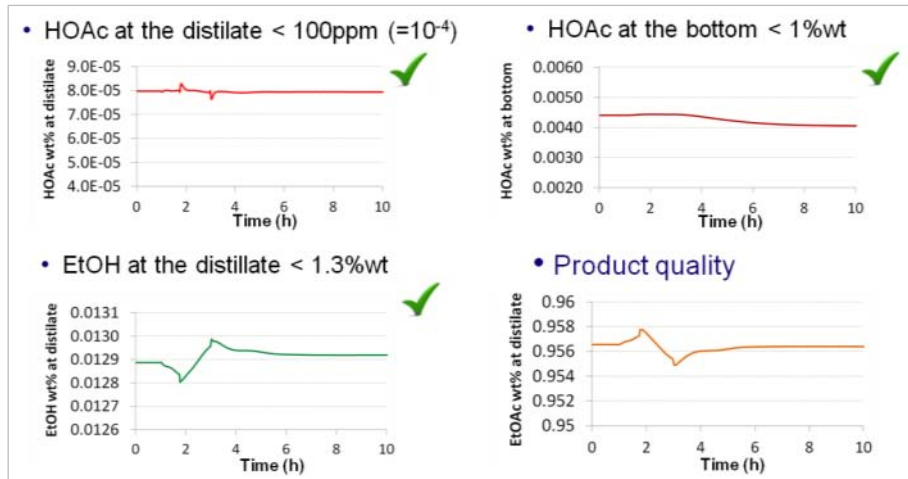 • HOAc at the distilate < 100ppm (=10⁻⁴)
HOAc wt% at distilate
9.0E-05
8.0E-05
7.0E-05
6.0E-05
5.0E-05
4.0E-05
0 2 4 6 8 10
Time (h)
• HOAc at the bottom < 1%wt
HOAc wt% at bottom
0.0060
0.0050
0.0040
0.0030
0.0020
0 2 4 6 8 10
Time (h)
• EtOH at the distillate < 1.3%wt
EtOH wt% at distilate
0.0131
0.0130
0.0129
0.0128
0.0127
0.0126
0 2 4 6 8 10
Time (h)
• Product quality
EtOAc wt% at distilate
0.96
0.958
0.956
0.954
0.952
0.95
0 2 4 6 8 10
Time (h)